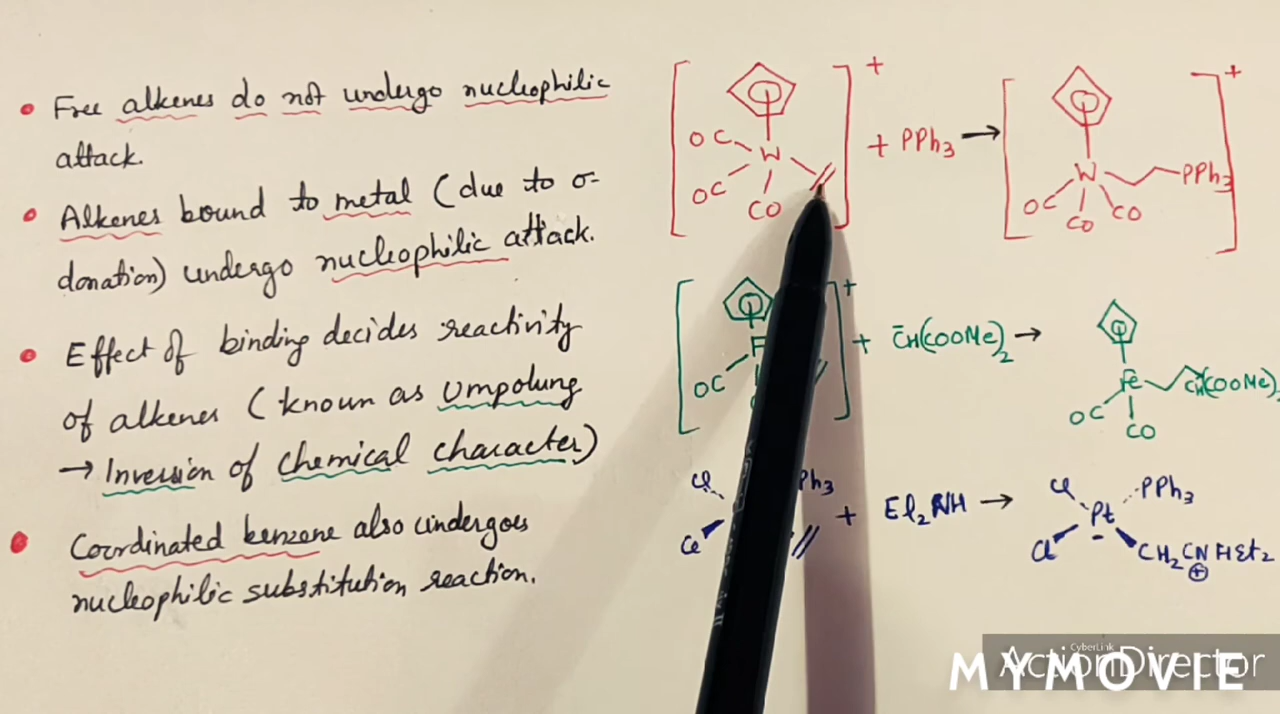 Free alkenes do not undergo nucleophilic
attack.
Alkenes bound to metal (due to σ-
donation) undergo nucleophilic attack.
Effect of binding decides reactivity
of alkenes (known as Umpolung
→ Inversion of chemical character)
Coordinated benzene also undergoes
nucleophilic substitution reaction.
+ +
OC W + PPh3 → W PPh3
OC CO OC CO CO
+
F + C̄H(COOMe)2 → Fe CH(COOMe)2
OC OC CO
Cl Ph3 + Et2NH → Cl PPh3
Cl Pt
Cl CH2CNHEt2
⊕
CyberLink
ActionDirector
MYMOVIE